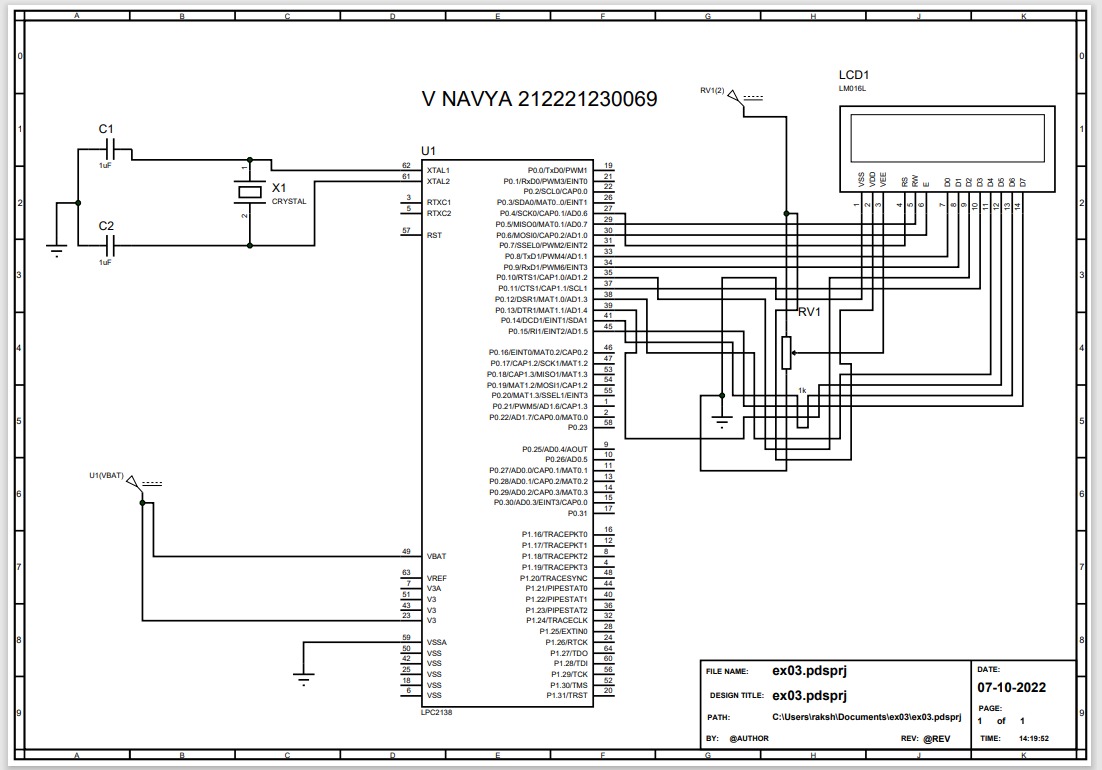 A B C D E F G H J K
0 0
1 1
2 2
3 3
4 4
5 5
6 6
7 7
8 8
9 9
V NAVYA 212221230069
RV1(2)
LCD1
LM016L
VSS
VDD
VEE
RS
RW
E
D0
D1
D2
D3
D4
D5
D6
D7
1
2
3
4
5
6
7
8
9
10
11
12
13
14
C1
1uF
C2
1uF
X1
CRYSTAL
1
2
U1
62 XTAL1
61 XTAL2
3 RTXC1
5 RTXC2
57 RST
49 VBAT
63 VREF
7 V3A
51 V3
43 V3
23 V3
59 VSSA
50 VSS
42 VSS
25 VSS
18 VSS
6 VSS
P0.0/TxD0/PWM1 19
P0.1/RxD0/PWM3/EINT0 21
P0.2/SCL0/CAP0.0 22
P0.3/SDA0/MAT0..0/EINT1 26
P0.4/SCK0/CAP0.1/AD0.6 27
P0.5/MISO0/MAT0.1/AD0.7 29
P0.6/MOSI0/CAP0.2/AD1.0 30
P0.7/SSEL0/PWM2/EINT2 31
P0.8/TxD1/PWM4/AD1.1 33
P0.9/RxD1/PWM6/EINT3 34
P0.10/RTS1/CAP1.0/AD1.2 35
P0.11/CTS1/CAP1.1/SCL1 37
P0.12/DSR1/MAT1.0/AD1.3 38
P0.13/DTR1/MAT1.1/AD1.4 39
P0.14/DCD1/EINT1/SDA1 41
P0.15/RI1/EINT2/AD1.5 45
P0.16/EINT0/MAT0.2/CAP0.2 46
P0.17/CAP1.2/SCK1/MAT1.2 47
P0.18/CAP1.3/MISO1/MAT1.3 53
P0.19/MAT1.2/MOSI1/CAP1.2 54
P0.20/MAT1.3/SSEL1/EINT3 55
P0.21/PWM5/AD1.6/CAP1.3 1
P0.22/AD1.7/CAP0.0/MAT0.0 2
P0.23 58
P0.25/AD0.4/AOUT 9
P0.26/AD0.5 10
P0.27/AD0.0/CAP0.1/MAT0.1 11
P0.28/AD0.1/CAP0.2/MAT0.2 13
P0.29/AD0.2/CAP0.3/MAT0.3 14
P0.30/AD0.3/EINT3/CAP0.0 15
P0.31 17
P1.16/TRACEPKT0 16
P1.17/TRACEPKT1 12
P1.18/TRACEPKT2 8
P1.19/TRACEPKT3 4
P1.20/TRACESYNC 48
P1.21/PIPESTAT0 44
P1.22/PIPESTAT1 40
P1.23/PIPESTAT2 36
P1.24/TRACECLK 32
P1.25/EXTIN0 28
P1.26/RTCK 24
P1.27/TDO 64
P1.28/TDI 60
P1.29/TCK 56
P1.30/TMS 52
P1.31/TRST 20
LPC2138
RV1
1k
U1(VBAT)
FILE NAME: ex03.pdsprj
DESIGN TITLE: ex03.pdsprj
PATH: C:\Users\raksh\Documents\ex03\ex03.pdsprj
BY: @AUTHOR REV: @REV
DATE:
07-10-2022
PAGE:
1 of 1
TIME: 14:19:52
A B C D E F G H J K